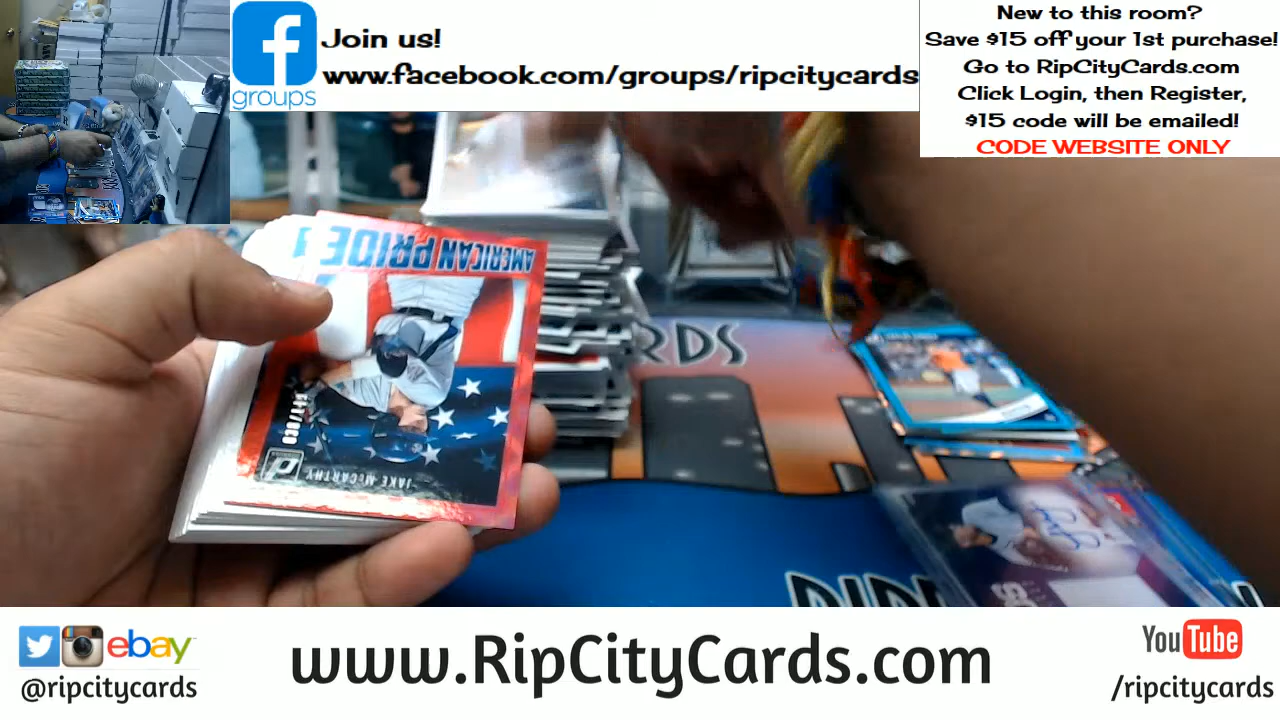 Join us!
www.facebook.com/groups/ripcitycards
groups
New to this room?
Save $15 off your 1st purchase!
Go to RipCityCards.com
Click Login, then Register,
$15 code will be emailed!
CODE WEBSITE ONLY
AMERICAN PRIDE
JAKE McCARTHY
RDS
ebay
@ripcitycards
www.RipCityCards.com
YouTube
/ripcitycards